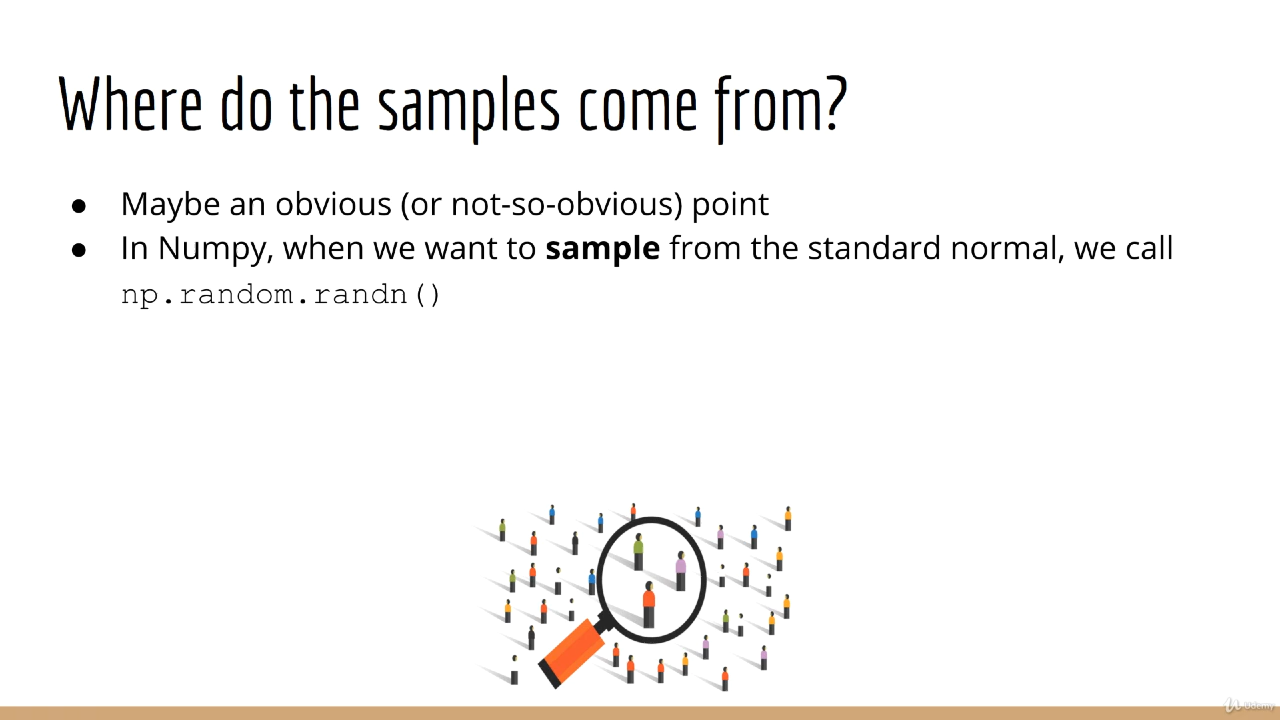 Where do the samples come from?
● Maybe an obvious (or not-so-obvious) point
● In Numpy, when we want to sample from the standard normal, we call
np.random.randn()
Udemy